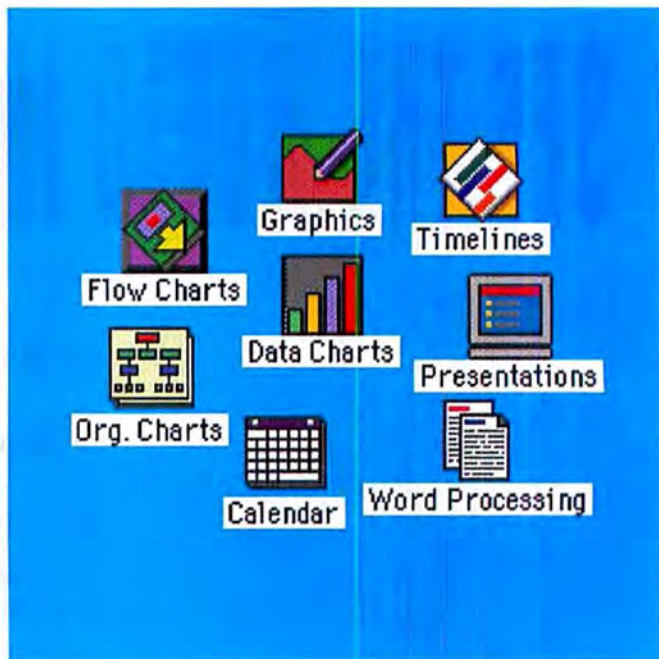 Graphics
Timelines
Flow Charts
Data Charts
Presentations
Org. Charts
Calendar
Word Processing